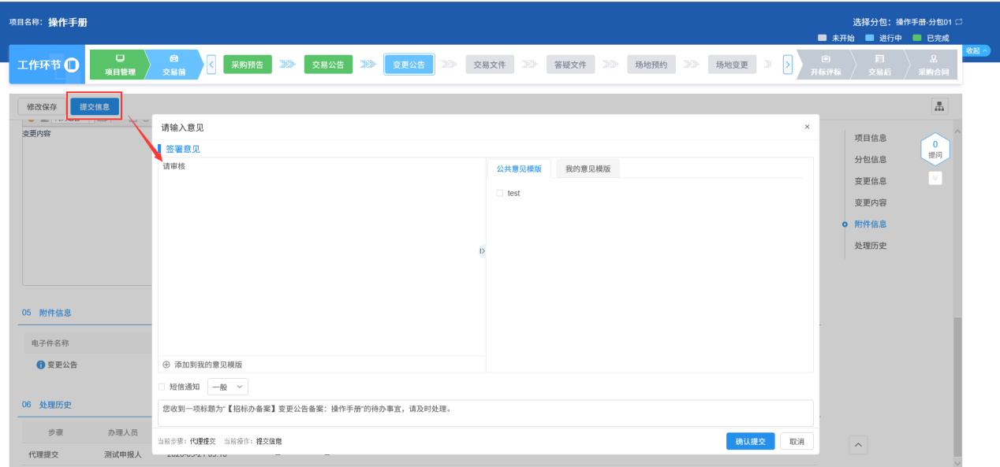 项目名称：操作手册
选择分包：操作手册-分包01
未开始 进行中 已完成
收起
工作环节
项目管理
交易前
采购预告
交易公告
变更公告
交易文件
答疑文件
场地预约
场地变更
开标评标
交易后
采购合同
修改保存
提交信息
变更内容
请输入意见
×
签署意见
请审核
公共意见模版
我的意见模版
test
添加到我的意见模版
短信通知
一般
您收到一项标题为“【招标办备案】变更公告备案：操作手册”的待办事宜，请及时处理。
当前步骤：代理提交 当前操作：提交信息
确认提交
取消
项目信息
分包信息
变更信息
变更内容
附件信息
处理历史
0
提问
05 附件信息
电子件名称
变更公告
06 处理历史
步骤 办理人员
代理提交 测试申报人